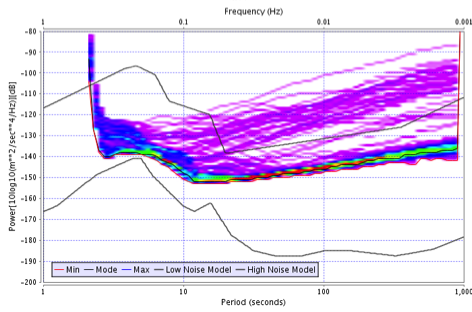 Frequency (Hz)
1 0.1 0.01 0.001
Power[10log10(m**2/sec**4/Hz)][dB]
-80
-90
-100
-110
-120
-130
-140
-150
-160
-170
-180
-190
-200
Min Mode Max Low Noise Model High Noise Model
1 10 100 1,000
Period (seconds)